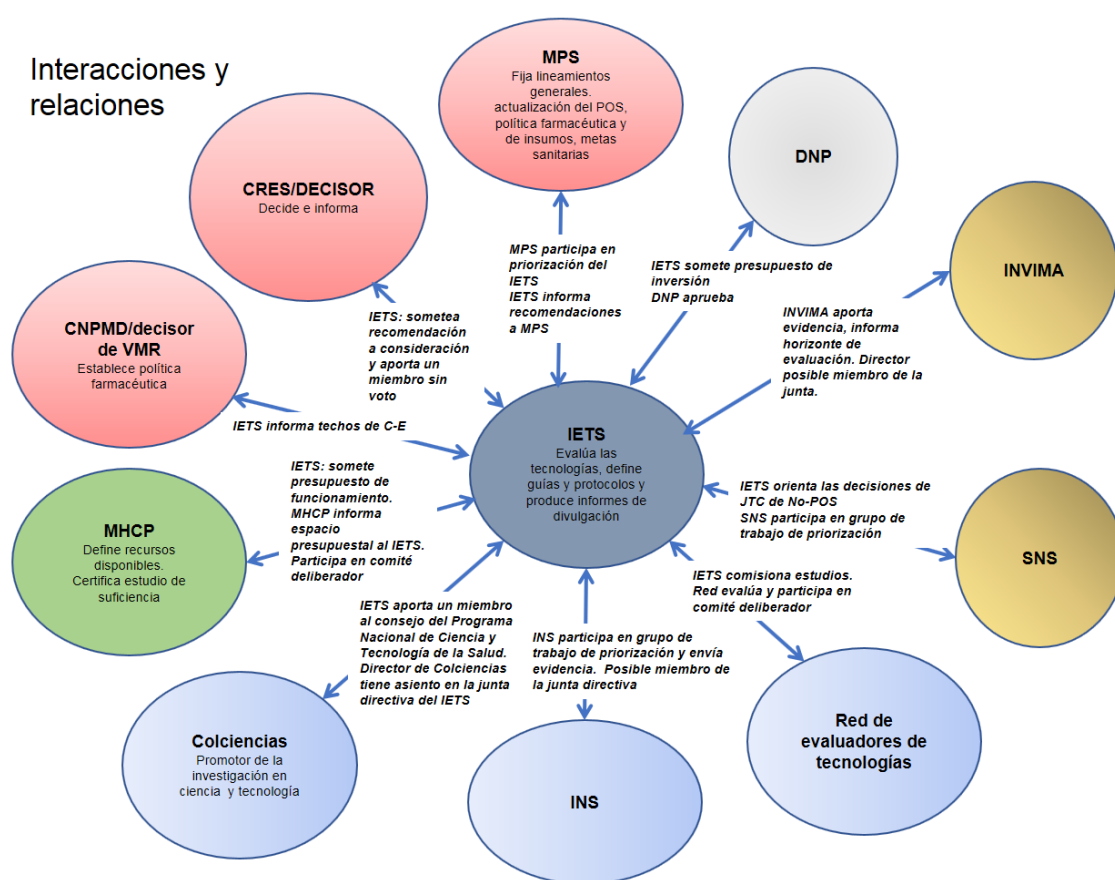 Interacciones y
relaciones
MPS
Fija lineamientos
generales.
actualización del POS,
política farmacéutica y
de insumos, metas
sanitarias
DNP
CRES/DECISOR
Decide e informa
INVIMA
MPS participa en
priorización del
IETS
IETS informa
recomendaciones
a MPS
IETS somete presupuesto de
inversión
DNP aprueba
INVIMA aporta
evidencia, informa
horizonte de
evaluación. Director
posible miembro de la
junta.
IETS: sometea
recomendación
a consideración
y aporta un
miembro sin
voto
CNPMD/decisor
de VMR
Establece política
farmacéutica
IETS informa techos de C-E
IETS
Evalúa las
tecnologías, define
guías y protocolos y
produce informes de
divulgación
IETS: somete
presupuesto de
funcionamiento.
MHCP informa
espacio
presupuestal al IETS.
Participa en comité
deliberador
IETS orienta las decisiones de
JTC de No-POS
SNS participa en grupo de
trabajo de priorización
MHCP
Define recursos
disponibles.
Certifica estudio de
suficiencia
SNS
IETS comisiona estudios.
Red evalúa y participa en
comité deliberador
IETS aporta un miembro
al consejo del Programa
Nacional de Ciencia y
Tecnología de la Salud.
Director de Colciencias
tiene asiento en la junta
directiva del IETS
INS participa en grupo de
trabajo de priorización y envía
evidencia.  Posible miembro de
la junta directiva
Colciencias
Promotor de la
investigación en
ciencia  y tecnología
INS
Red de
evaluadores de
tecnologías